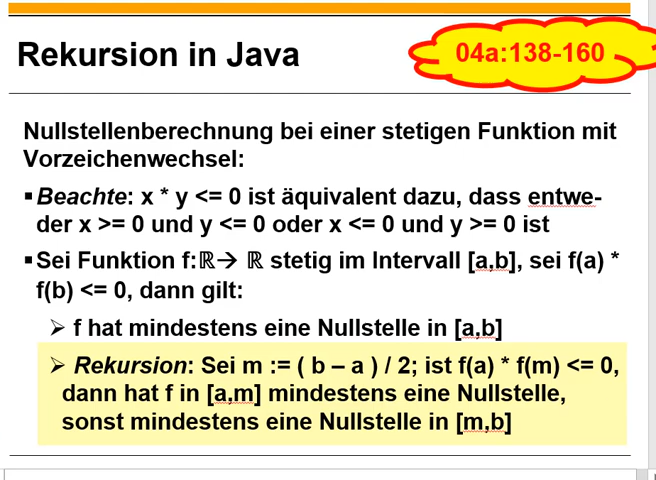 Rekursion in Java
04a:138-160
Nullstellenberechnung bei einer stetigen Funktion mit
Vorzeichenwechsel:
▪ Beachte: x * y <= 0 ist äquivalent dazu, dass entwe-
der x >= 0 und y <= 0 oder x <= 0 und y >= 0 ist
▪ Sei Funktion f:ℝ→ ℝ stetig im Intervall [a,b], sei f(a) *
f(b) <= 0, dann gilt:
➢ f hat mindestens eine Nullstelle in [a,b]
➢ Rekursion: Sei m := ( b – a ) / 2; ist f(a) * f(m) <= 0,
dann hat f in [a,m] mindestens eine Nullstelle,
sonst mindestens eine Nullstelle in [m,b]